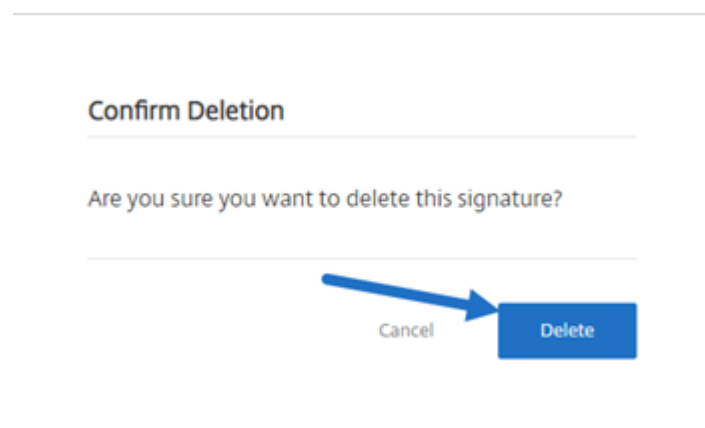 Confirm Deletion
Are you sure you want to delete this signature?
Cancel
Delete